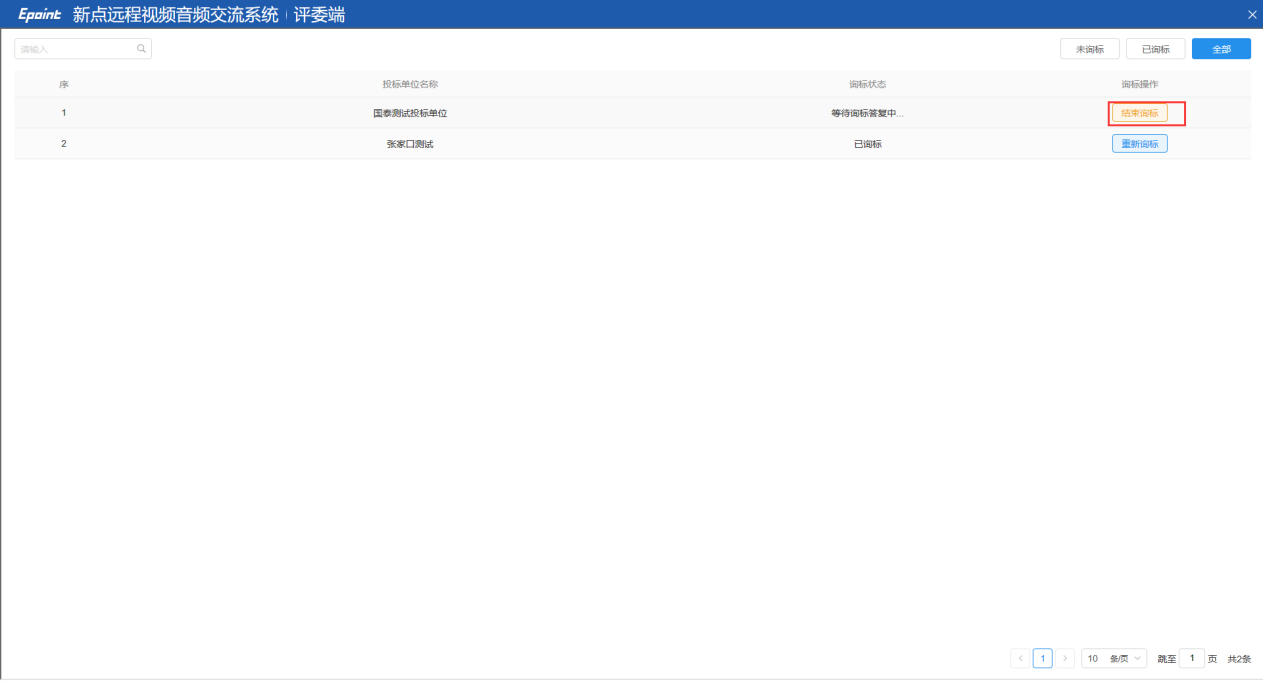 Epoint 新点远程视频音频交流系统 评委端
请输入 未询标 已询标 全部
序 投标单位名称 询标状态 询标操作
1 国泰测试投标单位 等待询标答复中... 结束询标
2 张家口测试 已询标 重新询标
1 10 条/页 跳至 1 页 共2条